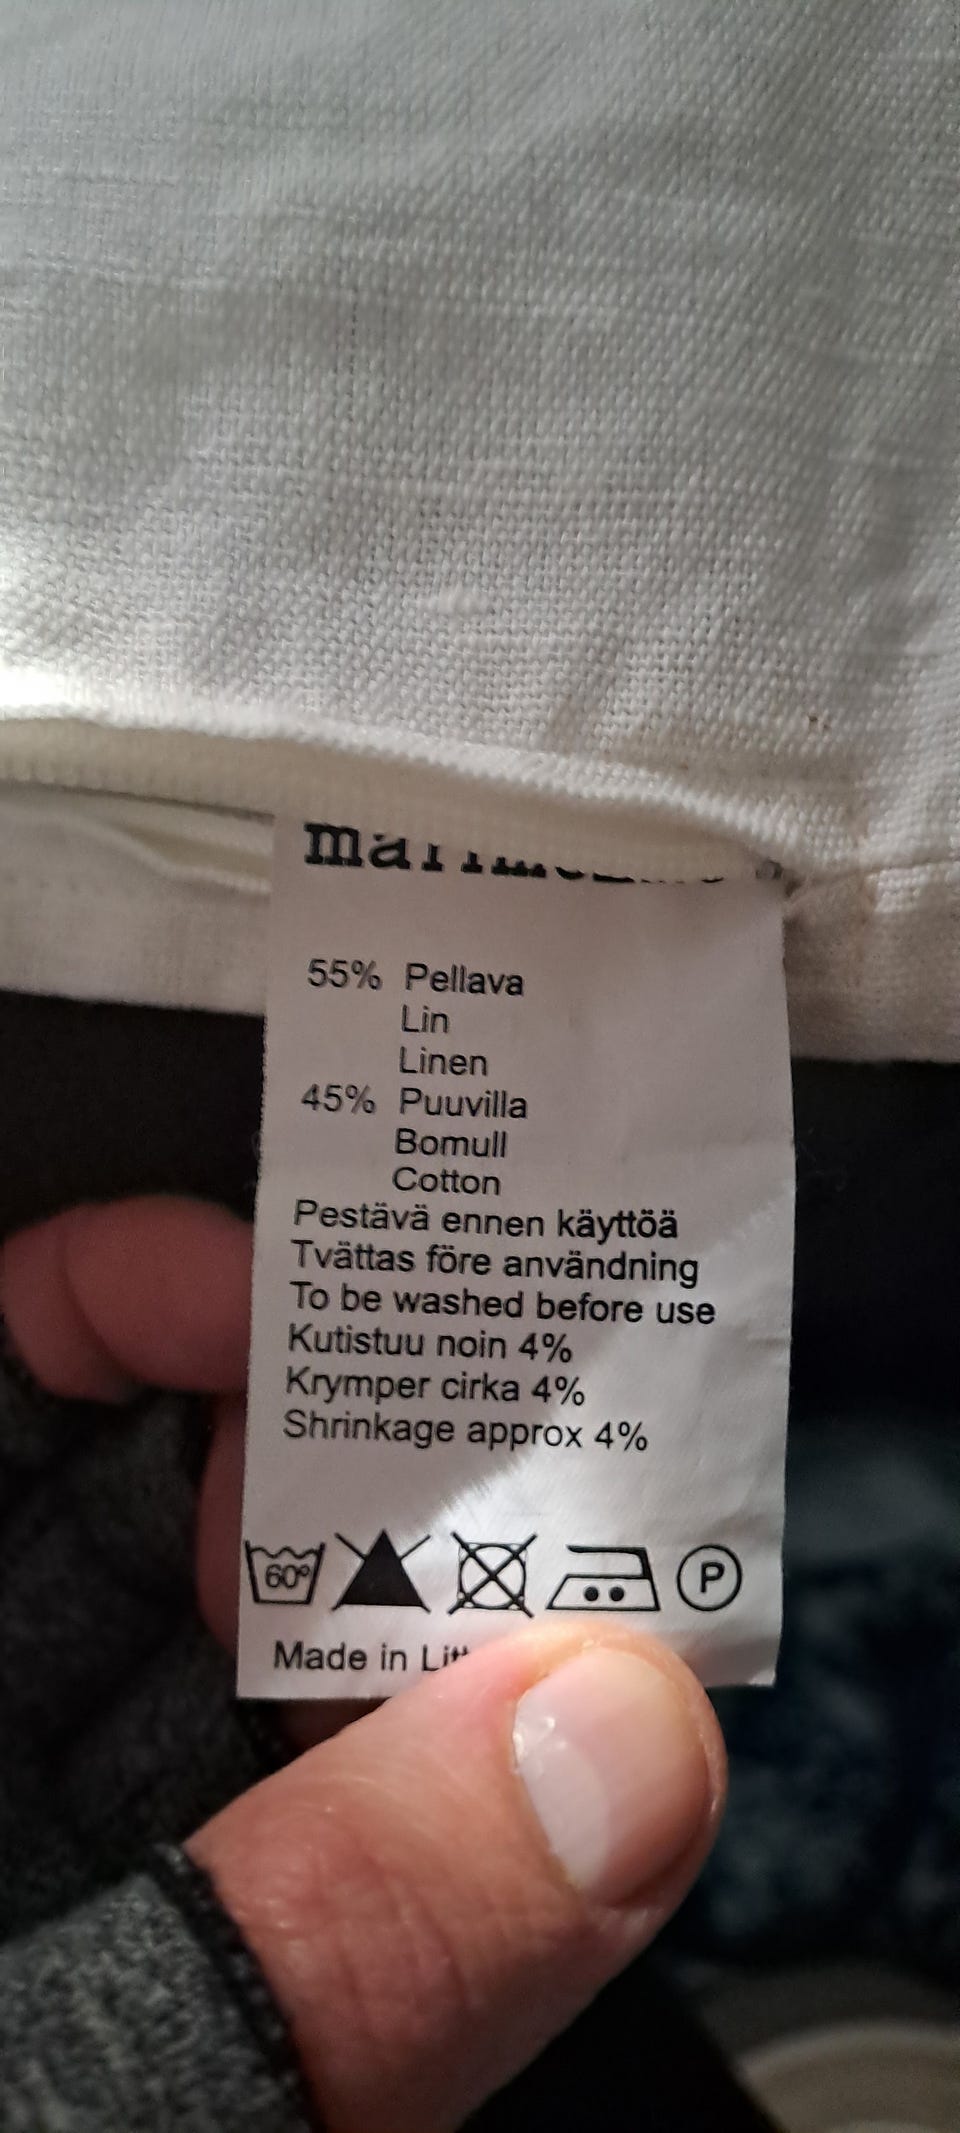 55% Pellava
Lin
Linen
45% Puuvilla
Bomull
Cotton
Pestävä ennen käyttöä
Tvättas före användning
To be washed before use
Kutistuu noin 4%
Krymper cirka 4%
Shrinkage approx 4%
60° P
Made in